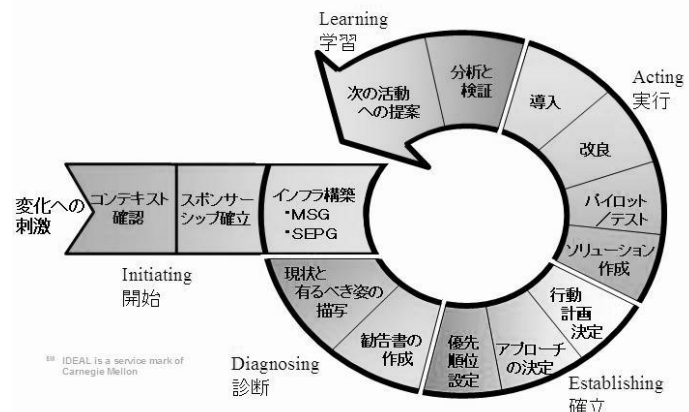 Learning
学習
Acting
実行
次の活動
への提案
分析と
検証
導入
改良
パイロット
/テスト
ソリューション
作成
変化への
刺激
コンテキスト
確認
スポンサー
シップ確立
インフラ構築
・MSG
・SEPG
Initiating
開始
現状と
有るべき姿の
描写
勧告書の
作成
優先
順位
設定
アプローチ
の決定
行動
計画
決定
Diagnosing
診断
Establishing
確立
SM IDEAL is a service mark of
Carnegie Mellon